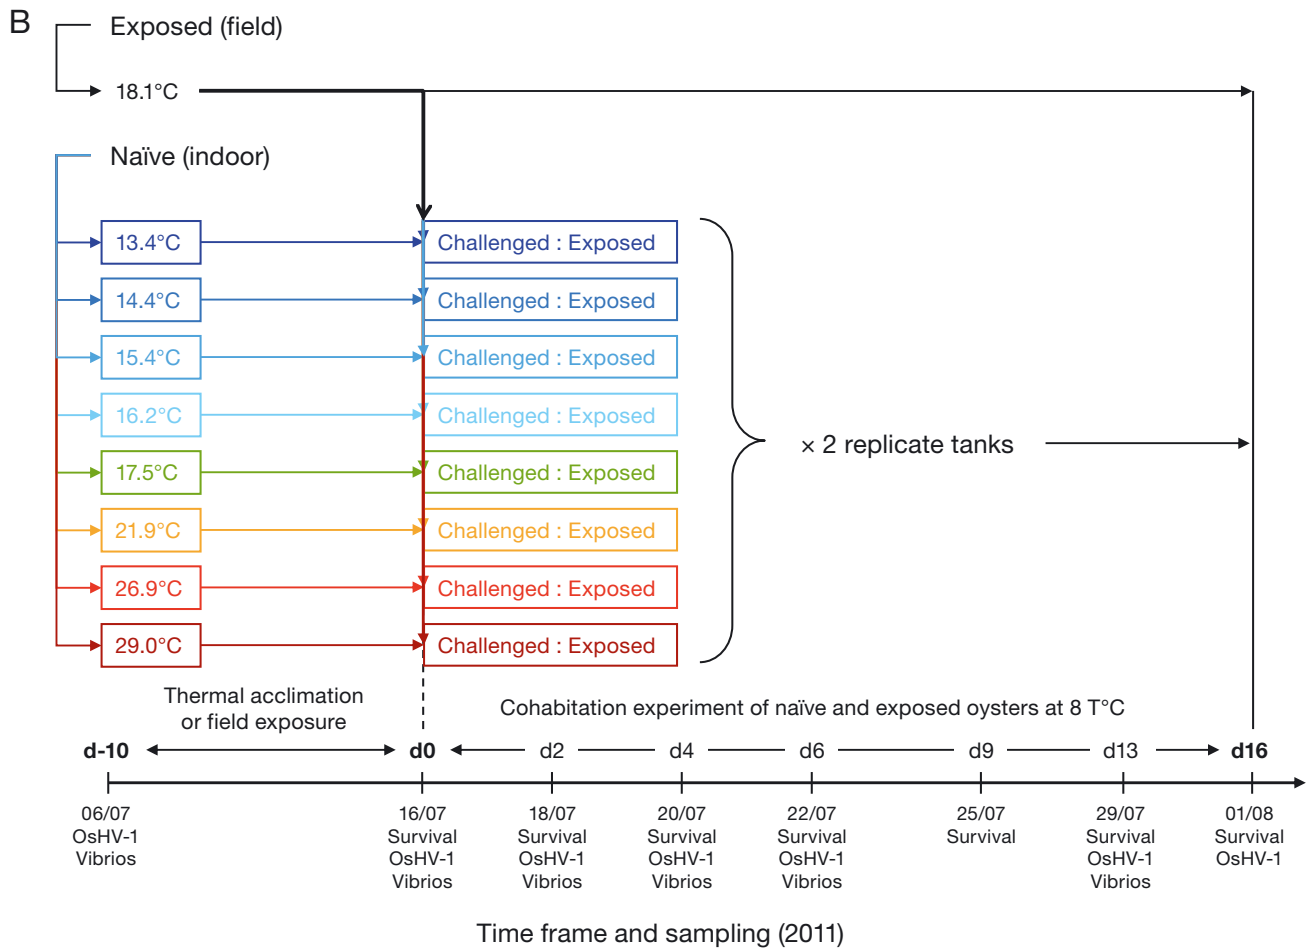 B
Exposed (field)
18.1°C
Naïve (indoor)
13.4°C
Challenged : Exposed
14.4°C
Challenged : Exposed
15.4°C
Challenged : Exposed
16.2°C
Challenged : Exposed
17.5°C
Challenged : Exposed
21.9°C
Challenged : Exposed
26.9°C
Challenged : Exposed
29.0°C
Challenged : Exposed
× 2 replicate tanks
Thermal acclimation
or field exposure
Cohabitation experiment of naïve and exposed oysters at 8 T°C
d-10 d0 d2 d4 d6 d9 d13 d16
06/07
OsHV-1
Vibrios
16/07
Survival
OsHV-1
Vibrios
18/07
Survival
OsHV-1
Vibrios
20/07
Survival
OsHV-1
Vibrios
22/07
Survival
OsHV-1
Vibrios
25/07
Survival
29/07
Survival
OsHV-1
Vibrios
01/08
Survival
OsHV-1
Time frame and sampling (2011)